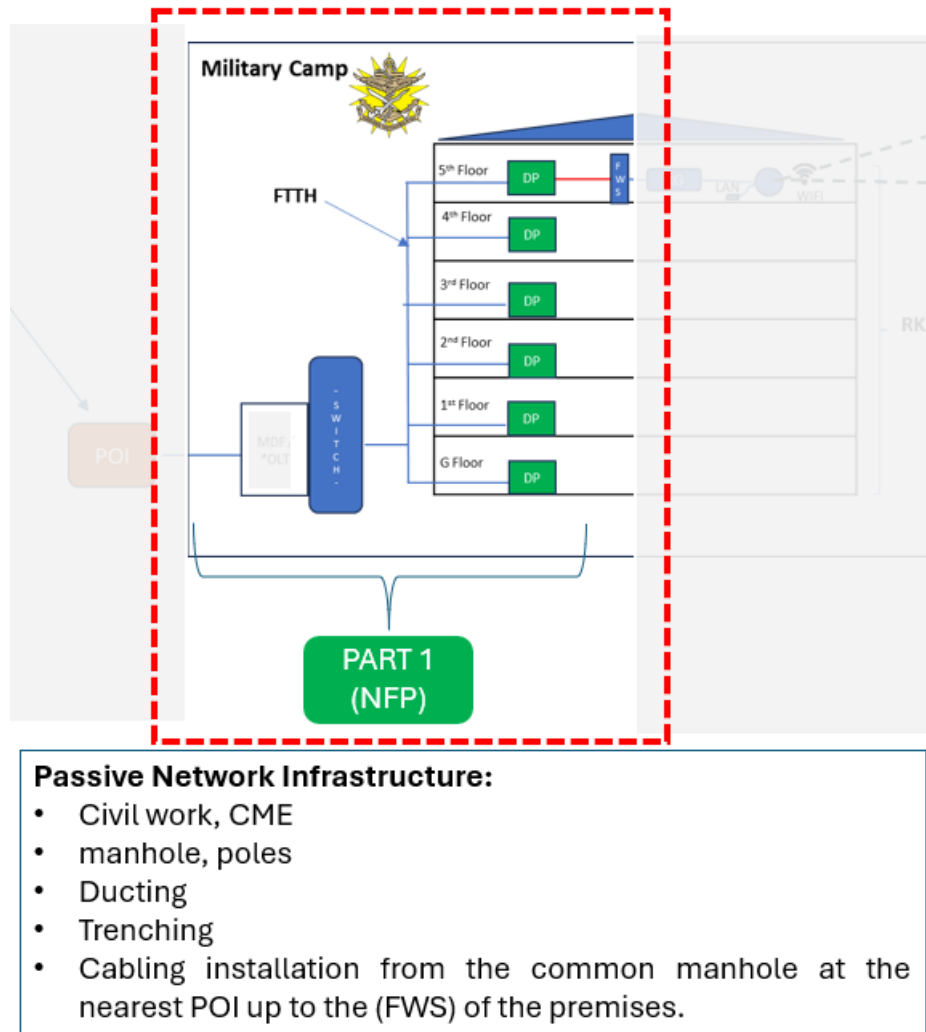 Military Camp
5th Floor
DP
FWS
LAN
WIFI
FTTH
4th Floor
DP
3rd Floor
DP
2nd Floor
DP
RK
1st Floor
DP
-SWITCH-
MDF/
*OLT
POI
G Floor
DP
PART 1
(NFP)
Passive Network Infrastructure:
• Civil work, CME
• manhole, poles
• Ducting
• Trenching
• Cabling installation from the common manhole at the
nearest POI up to the (FWS) of the premises.